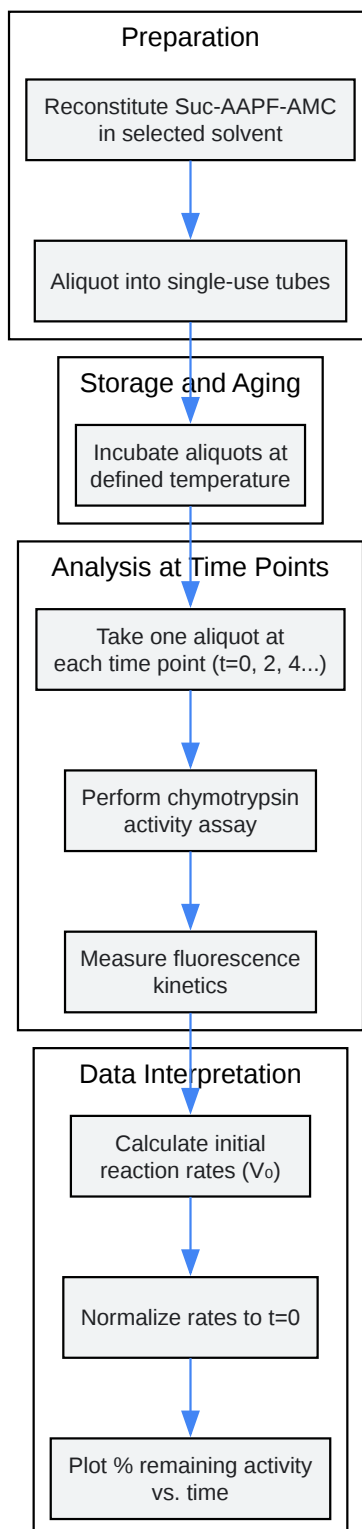 Preparation
Reconstitute Suc-AAPF-AMC
in selected solvent
Aliquot into single-use tubes
Storage and Aging
Incubate aliquots at
defined temperature
Analysis at Time Points
Take one aliquot at
each time point (t=0, 2, 4...)
Perform chymotrypsin
activity assay
Measure fluorescence
kinetics
Data Interpretation
Calculate initial
reaction rates (V₀)
Normalize rates to t=0
Plot % remaining activity
vs. time